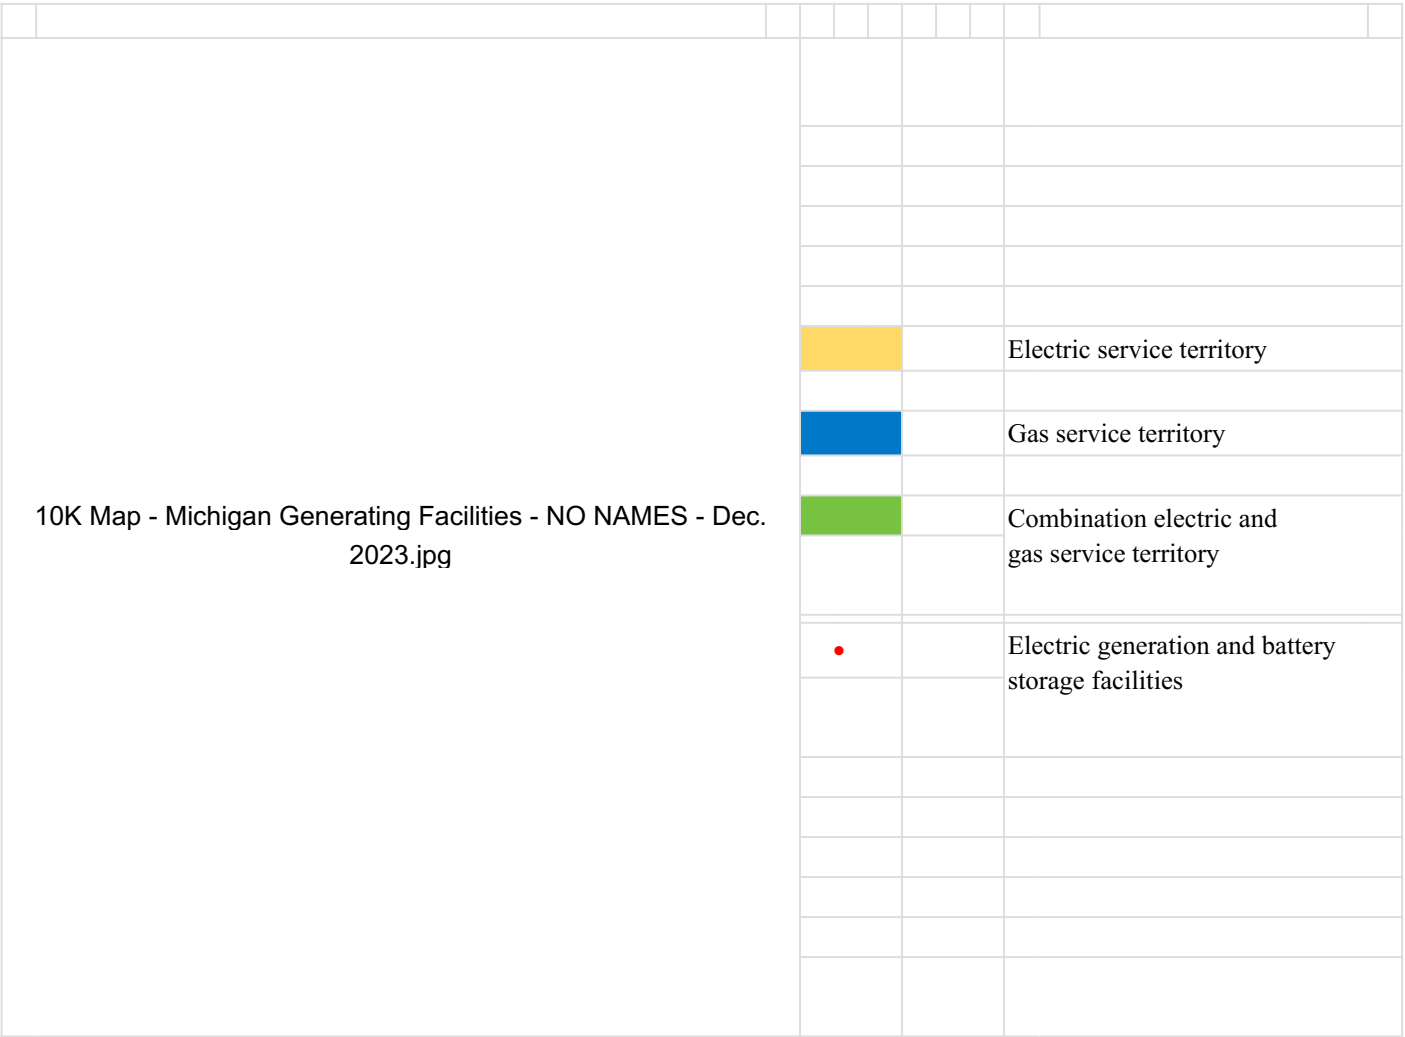 Electric service territory
Gas service territory
10K Map - Michigan Generating Facilities - NO NAMES - Dec.
2023.jpg
Combination electric and
gas service territory
Electric generation and battery
storage facilities